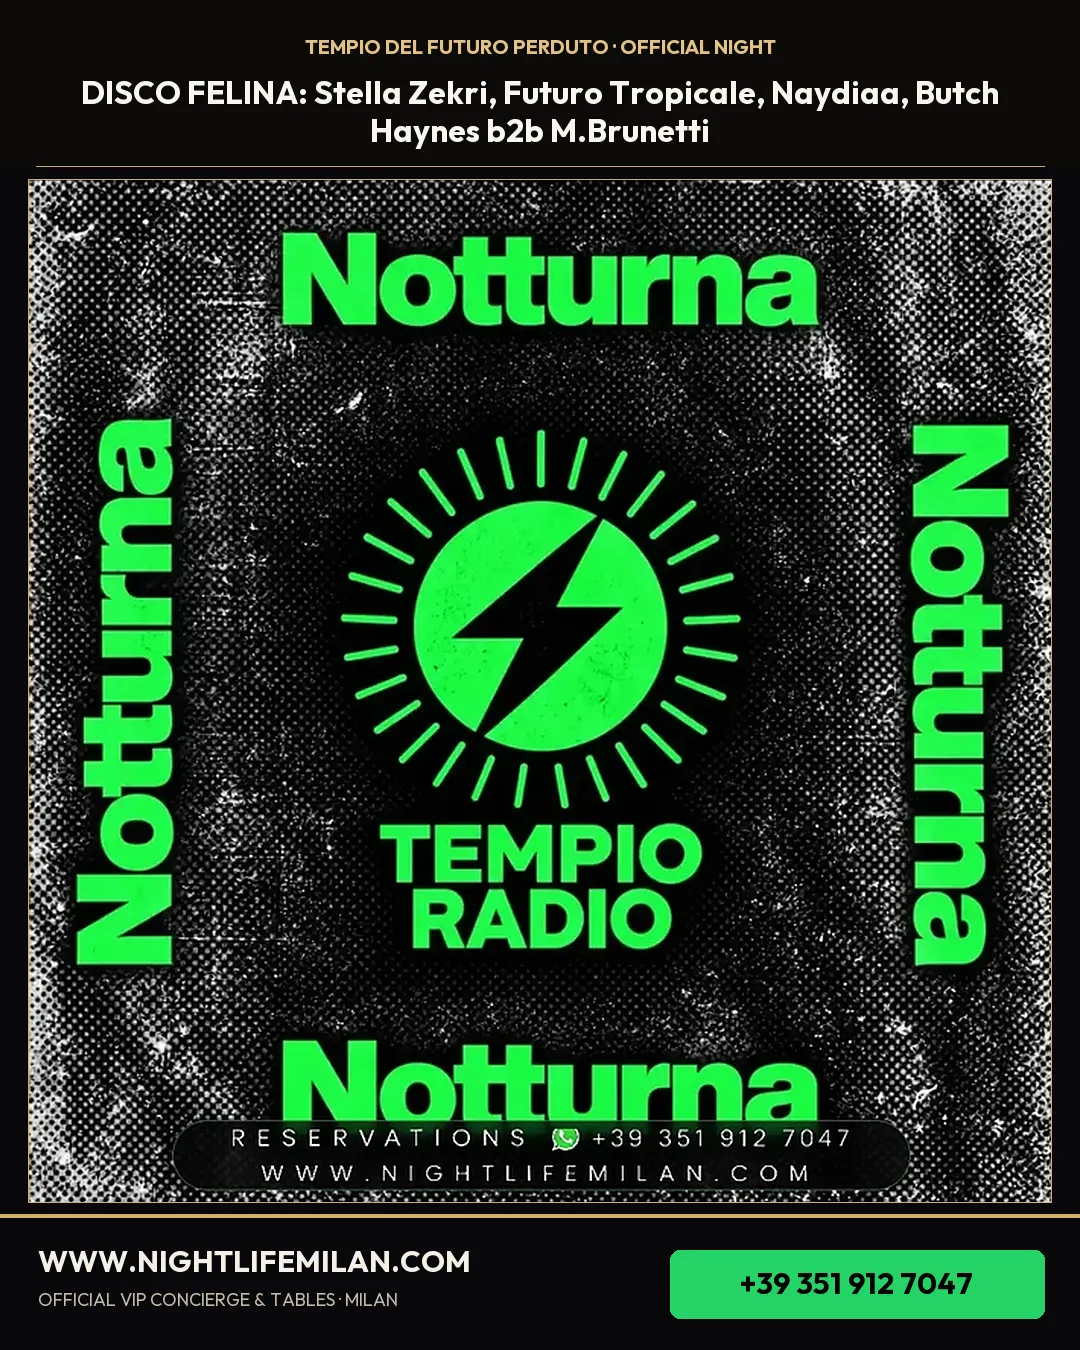 TEMPIO DEL FUTURO PERDUTO · OFFICIAL NIGHT
DISCO FELINA: Stella Zekri, Futuro Tropicale, Naydiaa, Butch
Haynes b2b M.Brunetti
Notturna
Notturna
Notturna
TEMPIO
RADIO
Notturna
RESERVATIONS +39 351 912 7047
WWW.NIGHTLIFEMILAN.COM
WWW.NIGHTLIFEMILAN.COM
OFFICIAL VIP CONCIERGE & TABLES · MILAN
+39 351 912 7047